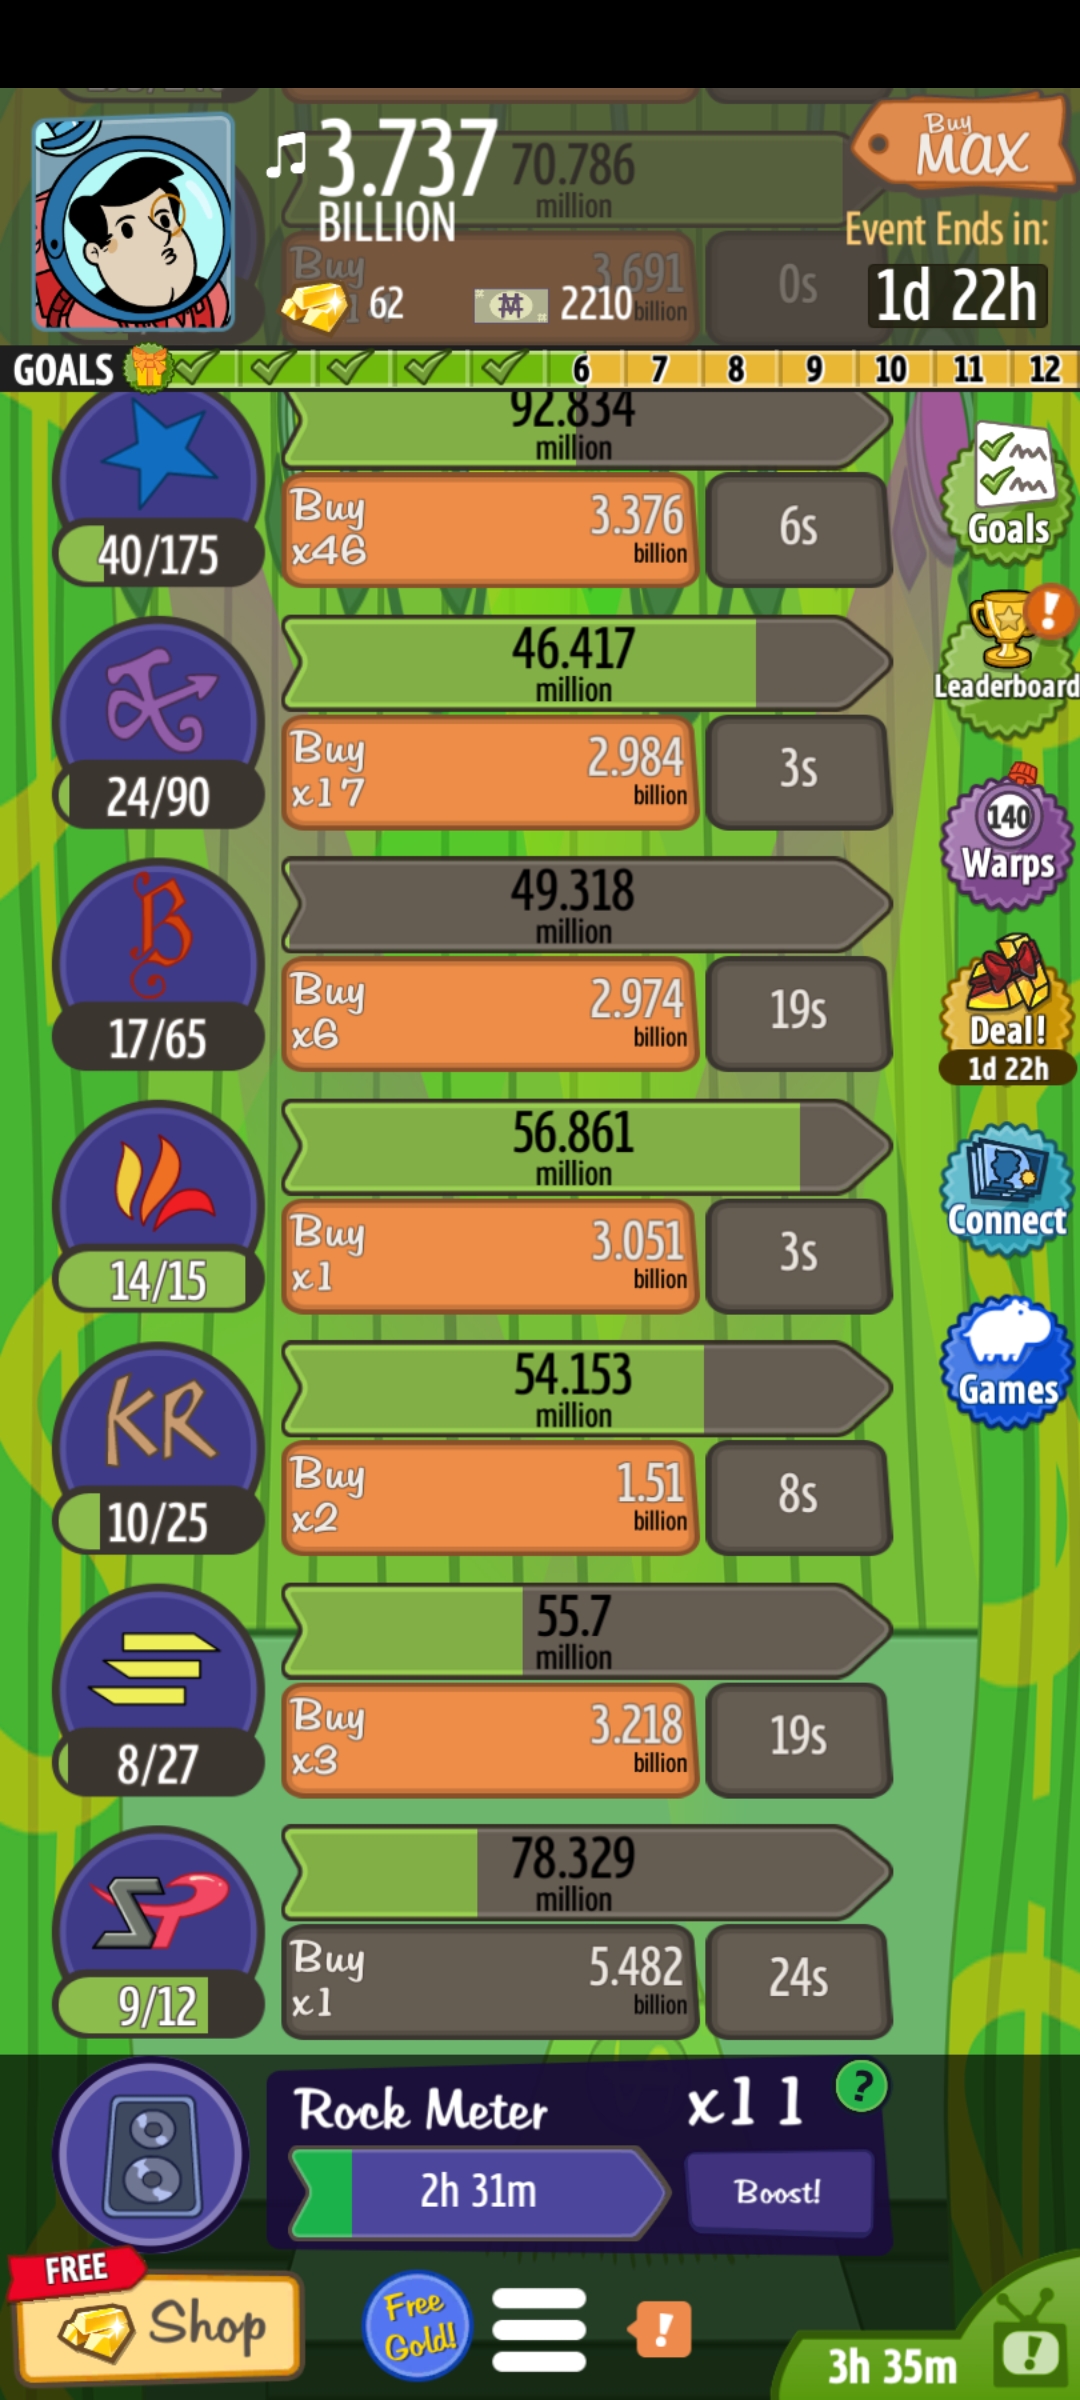 3.737
BILLION
70.786
million
Buy
MAX
Event Ends in:
1d 22h
62
2210
Buy
3.691
billion
0s
GOALS
6 7 8 9 10 11 12
92.834
million
40/175
Buy
x46
3.376
billion
6s
Goals
46.417
million
24/90
Buy
x17
2.984
billion
3s
Leaderboard
140
Warps
49.318
million
B
17/65
Buy
x6
2.974
billion
19s
Deal!
1d 22h
56.861
million
14/15
Buy
x1
3.051
billion
3s
Connect
54.153
million
KR
10/25
Buy
x2
1.51
billion
8s
Games
55.7
million
8/27
Buy
x3
3.218
billion
19s
78.329
million
SP
9/12
Buy
x1
5.482
billion
24s
Rock Meter
x11
?
2h 31m
Boost!
FREE
Shop
Free
Gold!
!
3h 35m
!